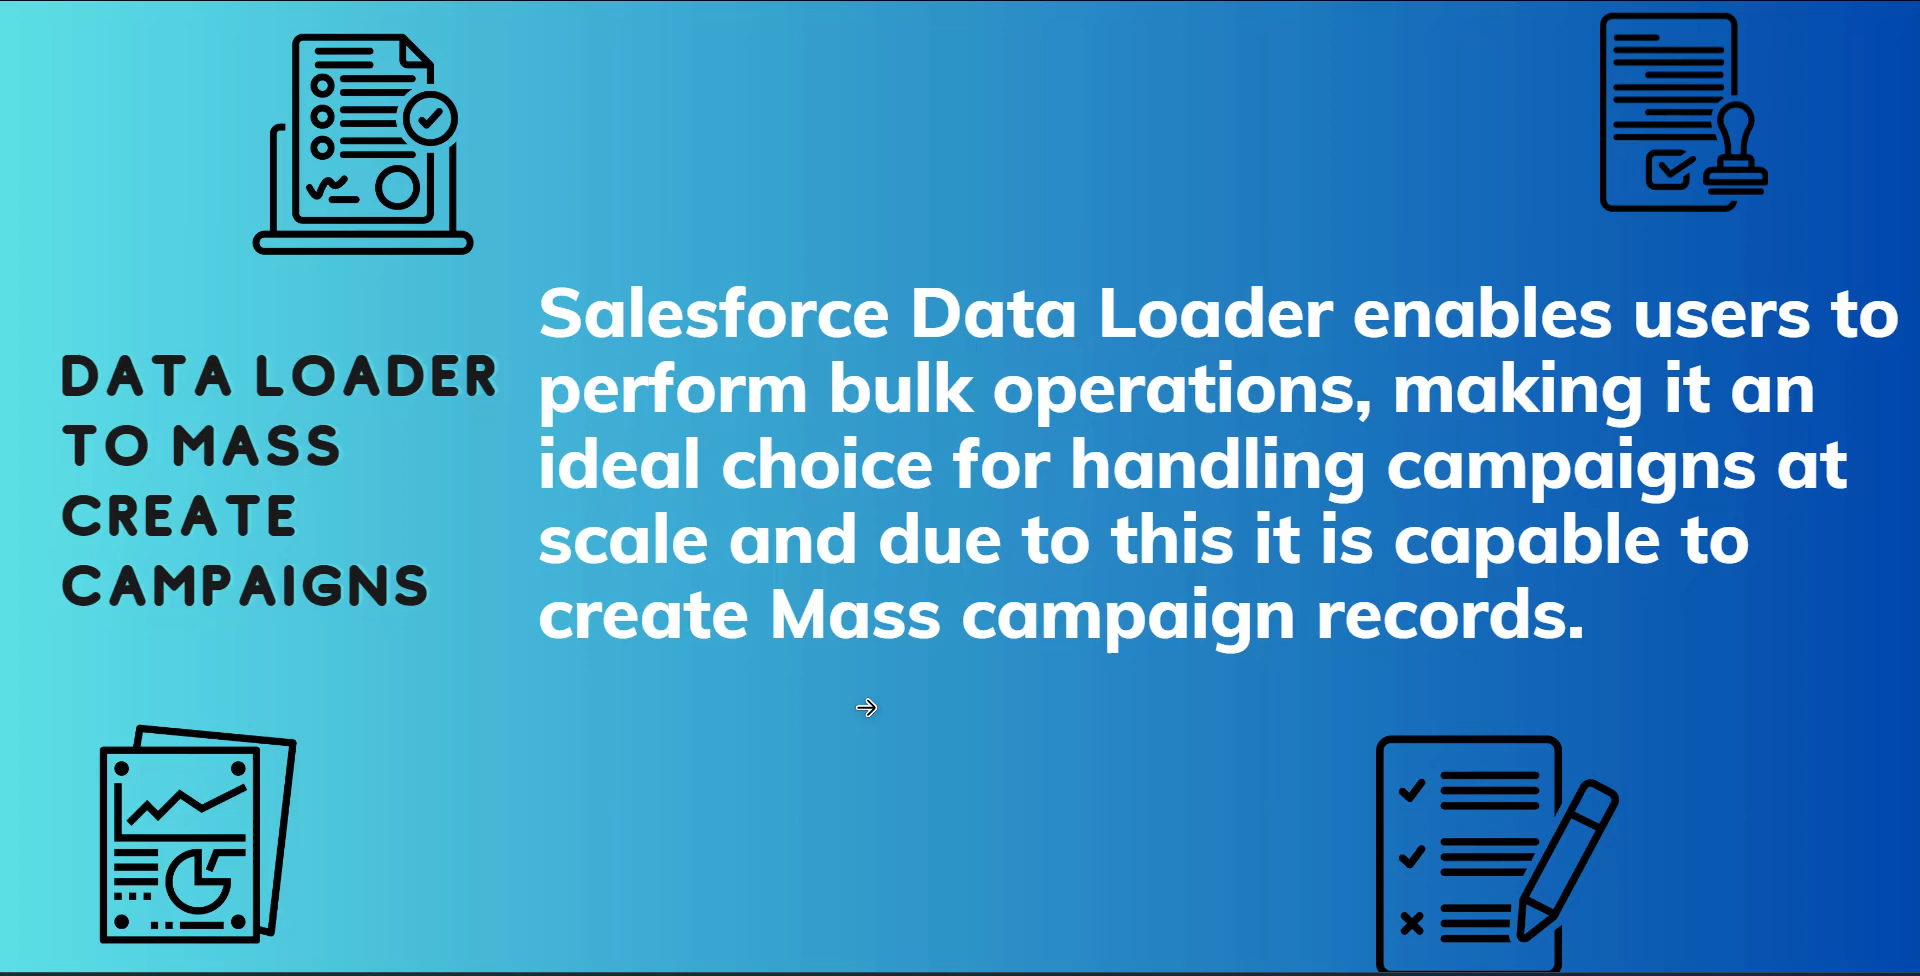 DATA LOADER
TO MASS
CREATE
CAMPAIGNS
Salesforce Data Loader enables users to
perform bulk operations, making it an
ideal choice for handling campaigns at
scale and due to this it is capable to
create Mass campaign records.